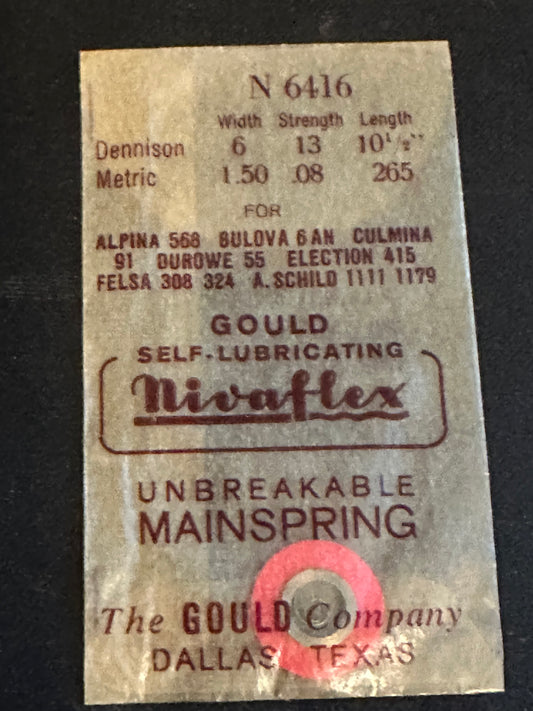 N 6416
Width Strength Length
Dennison 6 13 10 1/2"
Metric 1.50 .08 265
FOR
ALPINA 568 BULOVA 6AN CULMINA
91 DUROWE 55 ELECTION 415
FELSA 308 324 A. SCHILD 1111 1179
GOULD
SELF-LUBRICATING
Nivaflex
UNBREAKABLE
MAINSPRING
The GOULD Company
DALLAS, TEXAS